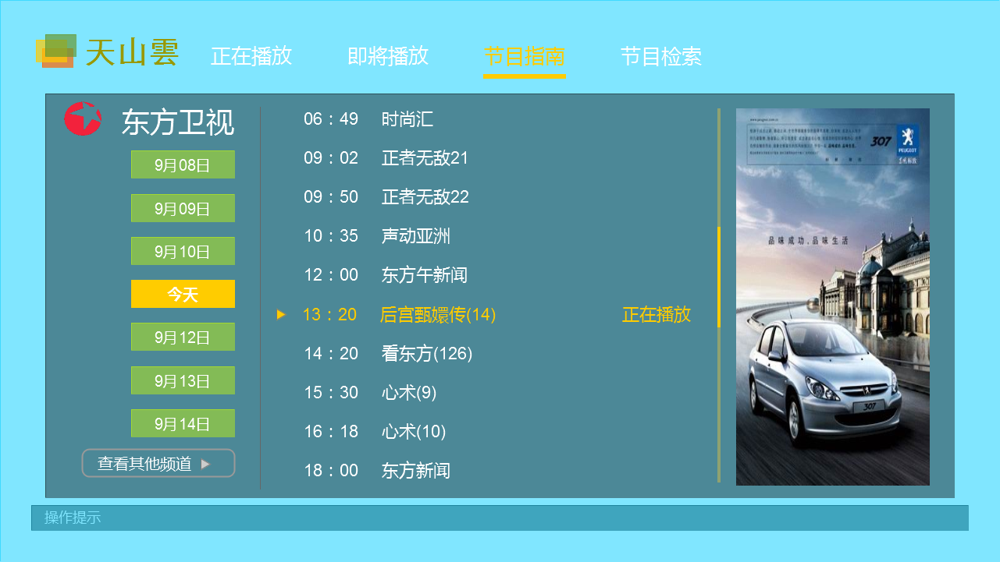 天山雲
正在播放 即將播放 节目指南 节目检索
东方卫视
9月08日
9月09日
9月10日
今天
9月12日
9月13日
9月14日
查看其他频道
06：49 时尚汇
09：02 正者无敌21
09：50 正者无敌22
10：35 声动亚洲
12：00 东方午新闻
13：20 后宫甄嬛传(14) 正在播放
14：20 看东方(126)
15：30 心术(9)
16：18 心术(10)
18：00 东方新闻
307
PEUGEOT
品味成功,品味生活
307
操作提示